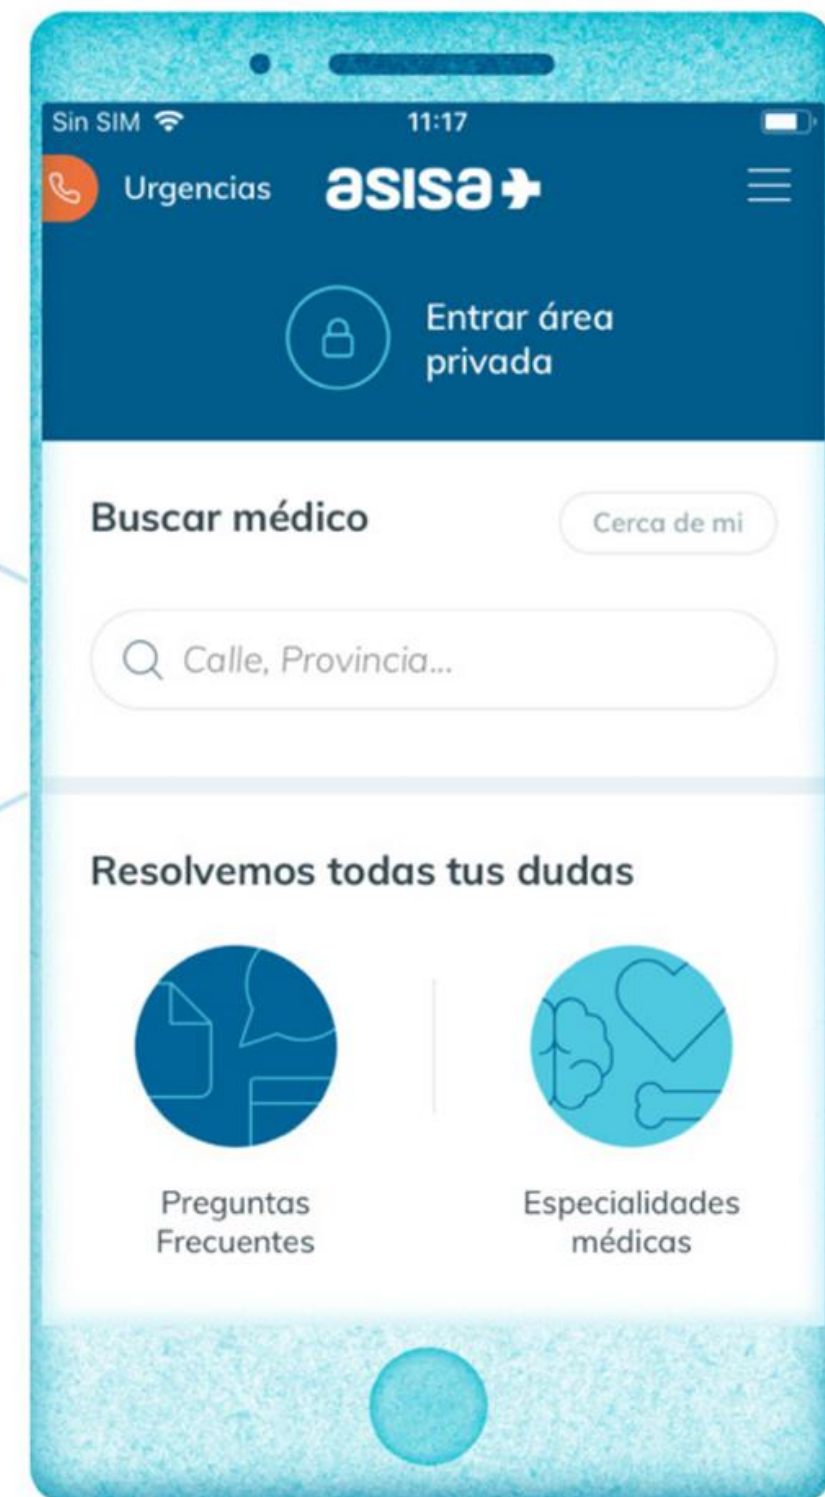 Sin SIM 11:17
Urgencias asisa
Entrar área
privada
Buscar médico Cerca de mi
Calle, Provincia...
Resolvemos todas tus dudas
Preguntas
Frecuentes
Especialidades
médicas